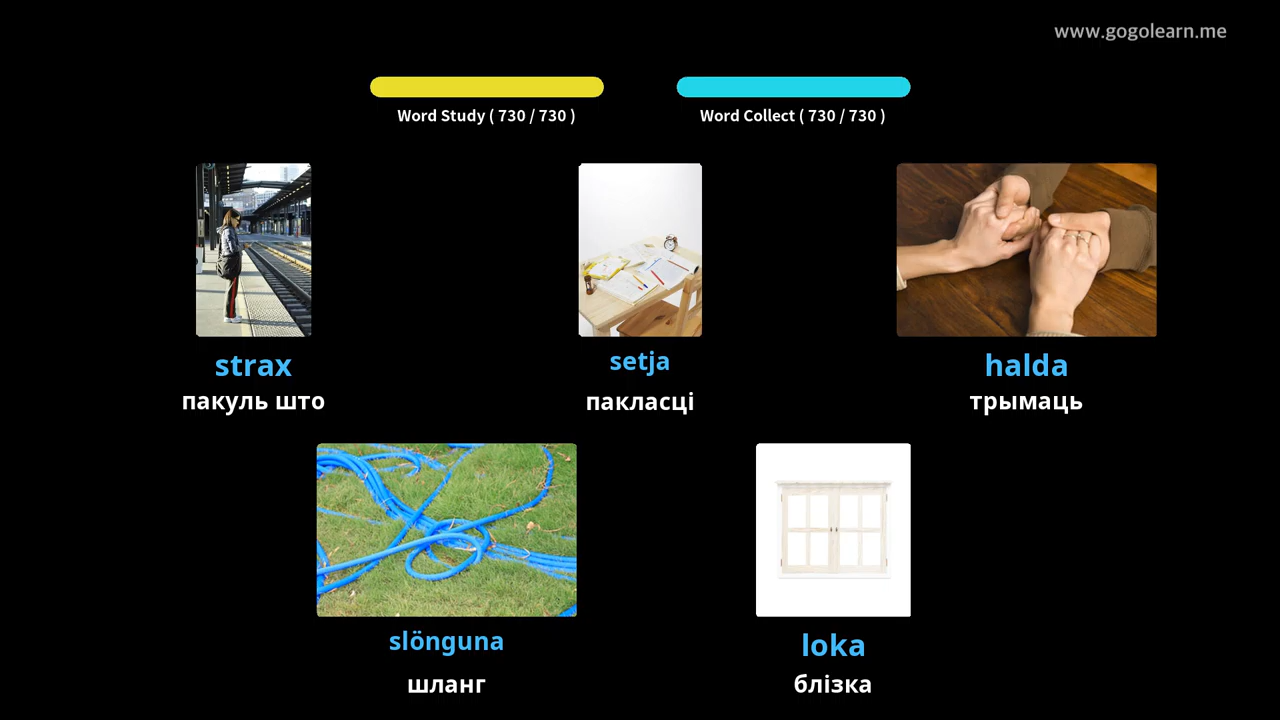 www.gogolearn.me
Word Study ( 730 / 730 )
Word Collect ( 730 / 730 )
strax
пакуль што
setja
пакласці
halda
трымаць
slönguna
шланг
loka
блізка